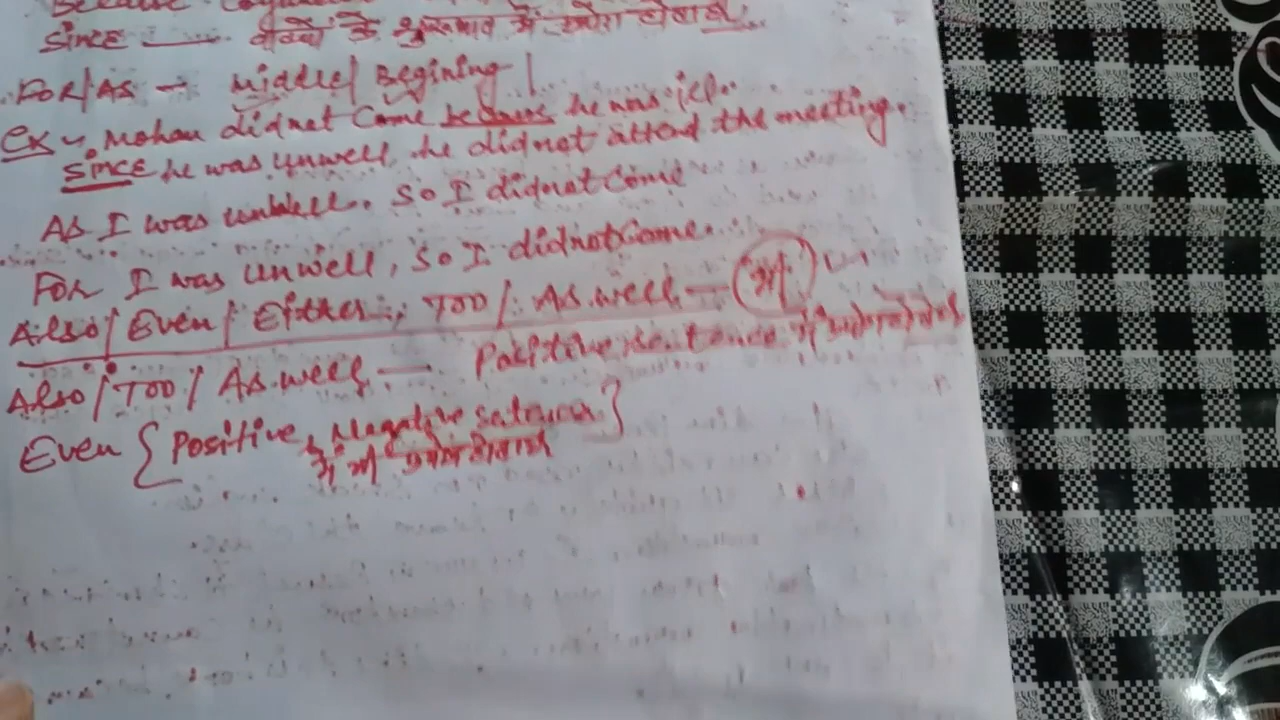 Because
Since — वाक्यों के शुरुआत में प्रयोग होता है.
FOR/AS — Middle/Begining |
Ex ~ Mohan didnot Come because he was ill.
Since he was unwell, he didnot attend the meeting.
As I was unwell. So I didnot Come
For I was unwell, so I didnot Come.
Also/Even/Either, Too/As well — भी
Also/Too/As well — Positive sentence में
Even {Positive, Negative
में भी प्रयोग होता है